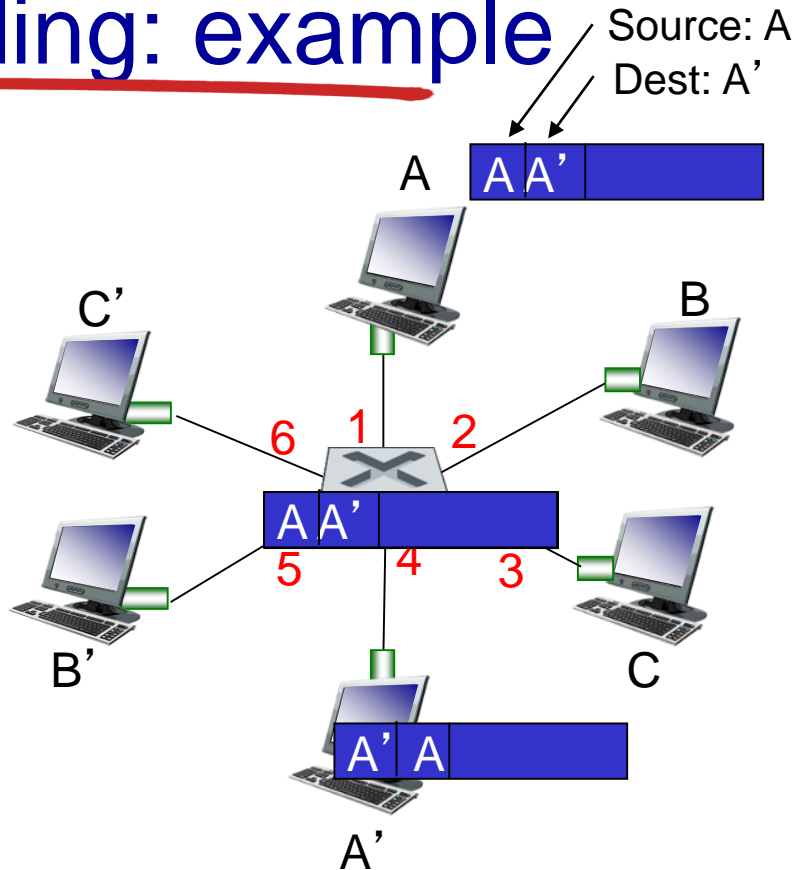 ling: example
Source: A
Dest: A’
A
A A’
C’
B
6
1
2
A A’
5
4
3
B’
C
A’ A
A’